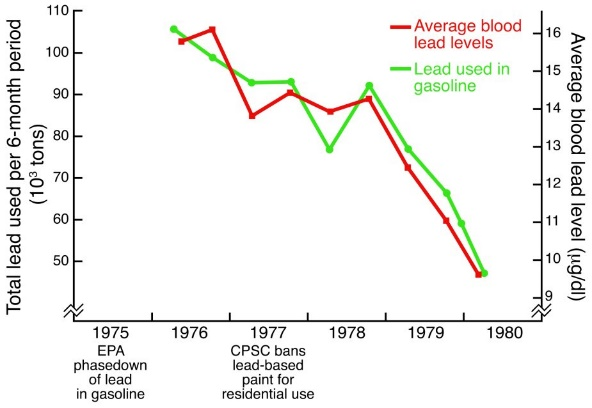 Total lead used per 6-month period
(10³ tons)
110
100
90
80
70
60
50
Average blood
lead levels
Lead used in
gasoline
16
15
14
13
12
11
10
9
Average blood lead level (μg/dl)
1975
1976
1977
1978
1979
1980
EPA
phasedown
of lead
in gasoline
CPSC bans
lead-based
paint for
residential use